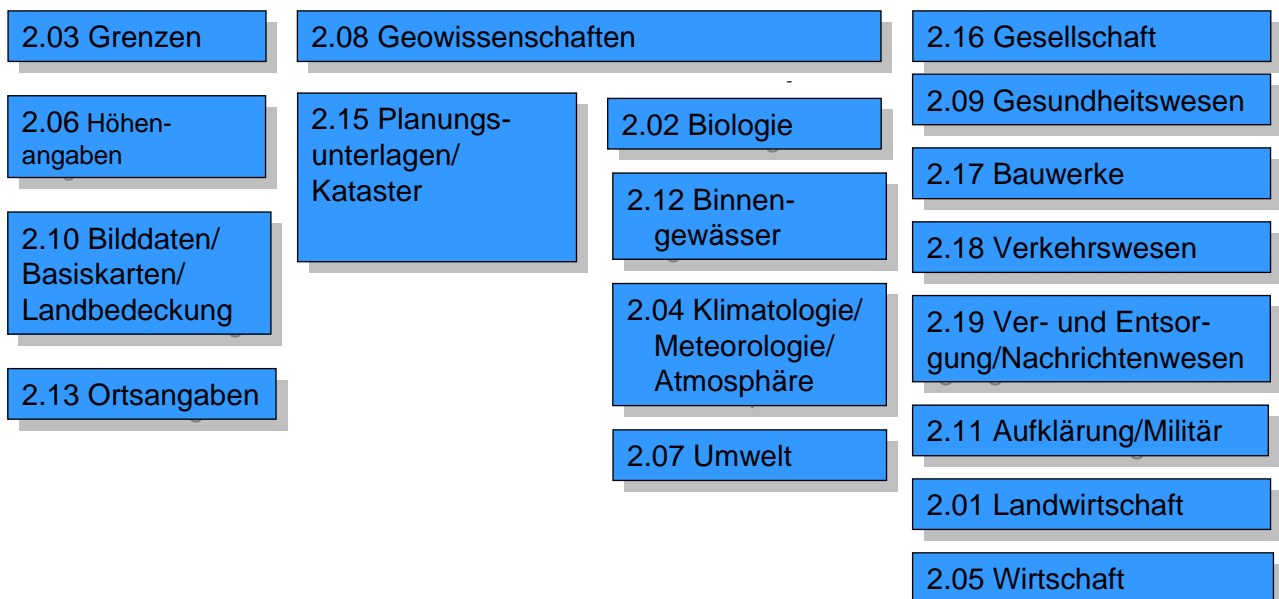 2.03 Grenzen
2.06 Höhen-
angaben
2.10 Bilddaten/
Basiskarten/
Landbedeckung
2.13 Ortsangaben
2.08 Geowissenschaften
2.15 Planungs-
unterlagen/
Kataster
2.02 Biologie
2.12 Binnen-
gewässer
2.04 Klimatologie/
Meteorologie/
Atmosphäre
2.07 Umwelt
2.16 Gesellschaft
2.09 Gesundheitswesen
2.17 Bauwerke
2.18 Verkehrswesen
2.19 Ver- und Entsor-
gung/Nachrichtenwesen
2.11 Aufklärung/Militär
2.01 Landwirtschaft
2.05 Wirtschaft